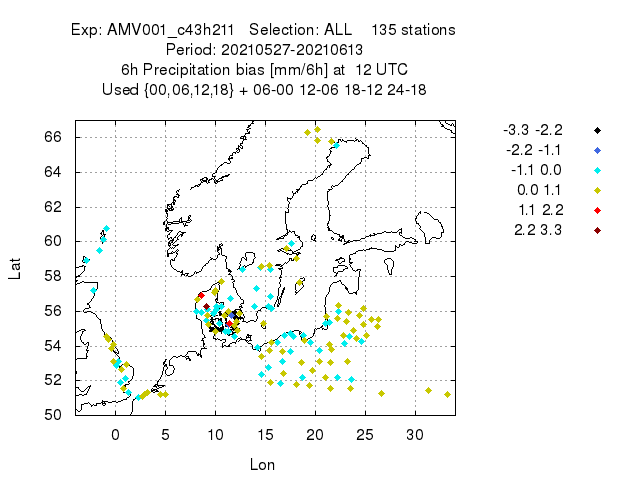 Exp: AMV001_c43h211 Selection: ALL 135 stations
Period: 20210527-20210613
6h Precipitation bias [mm/6h] at 12 UTC
Used {00,06,12,18} + 06-00 12-06 18-12 24-18
-3.3 -2.2
-2.2 -1.1
-1.1 0.0
0.0 1.1
1.1 2.2
2.2 3.3
66
64
62
60
58
56
54
52
50
Lat
0 5 10 15 20 25 30
Lon